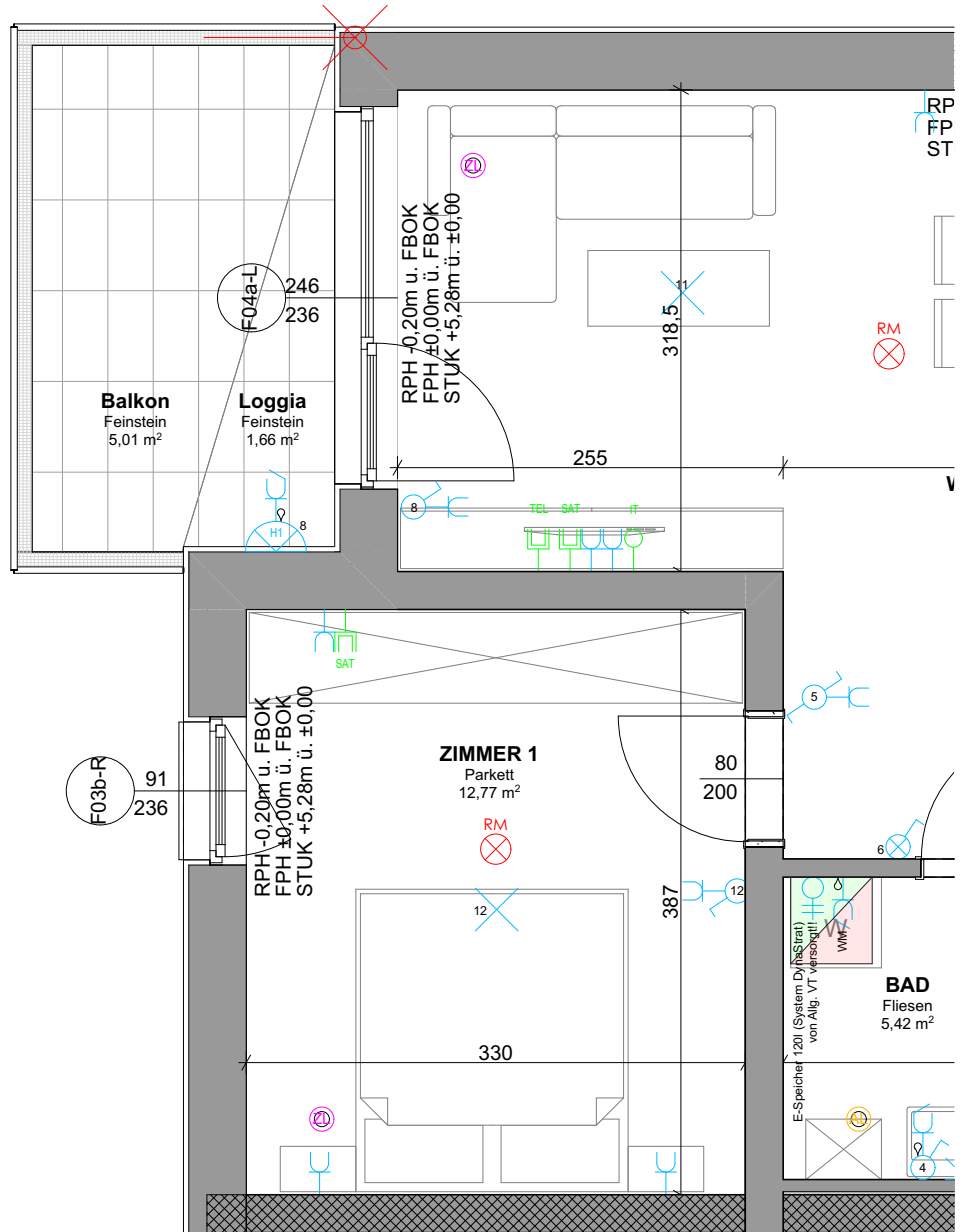 RP
FP
ST
ZL
F04a-L
246
236
RPH -0,20m ü. FBOK
FPH ±0,00m ü. FBOK
STUK +5,28m ü. ±0,00
11
318,5
RM
Balkon
Feinstein
5,01 m²
Loggia
Feinstein
1,66 m²
255
W
8
H1
8
TEL
SAT
IT
SAT
5
RPH -0,20m ü. FBOK
FPH ±0,00m ü. FBOK
STUK +5,28m ü. ±0,00
F03b-R
91
236
ZIMMER 1
Parkett
12,77 m²
80
200
RM
6
12
387
12
W
WM
E-Speicher 120l (System DynaStrat)
von Allg. VT versorgt!!
BAD
Fliesen
5,42 m²
330
ZL
AL
4